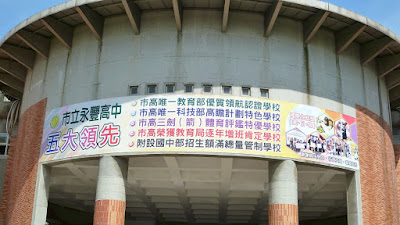 市立永豐高中
五大領先
市高唯一教育部優質領航認證學校
市高唯一科技部高瞻計劃特色學校
市高三劍(箭)體育評鑑特優學校
市高榮獲教育局逐年增班肯定學校
附設國中部招生額滿總量管制學校